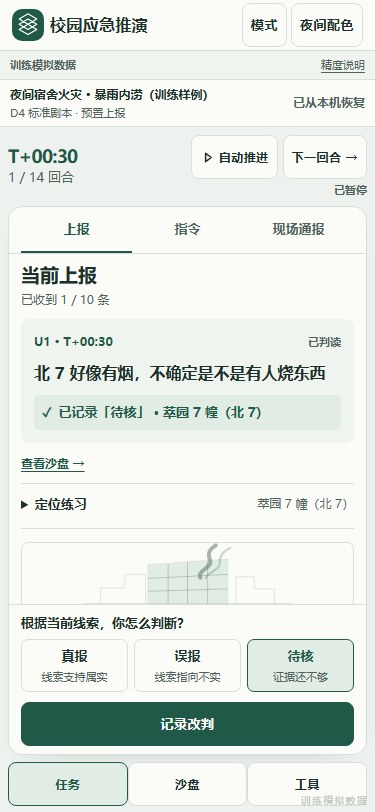 校园应急推演
模式
夜间配色
训练模拟数据
精度说明
夜间宿舍火灾·暴雨内涝（训练样例）
D4 标准剧本 · 预置上报
已从本机恢复
T+00:30
1 / 14 回合
自动推进
下一回合 →
已暂停
上报
指令
现场通报
当前上报
已收到 1 / 10 条
U1 · T+00:30
已判读
北 7 好像有烟，不确定是不是有人烧东西
✓ 已记录「待核」 · 萃园 7 幢（北 7）
查看沙盘 →
▶ 定位练习
萃园 7 幢（北 7）
根据当前线索，你怎么判断？
真报
线索支持属实
误报
线索指向不实
待核
证据还不够
记录改判
任务
沙盘
工具
训练模拟数据